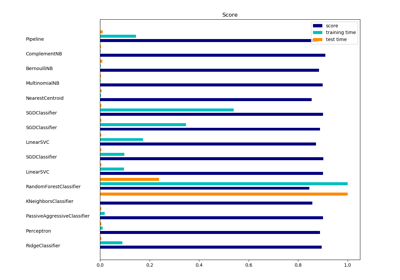 Score
score
training time
test time
Pipeline
ComplementNB
BernoulliNB
MultinomialNB
NearestCentroid
SGDClassifier
SGDClassifier
LinearSVC
SGDClassifier
LinearSVC
RandomForestClassifier
KNeighborsClassifier
PassiveAggressiveClassifier
Perceptron
RidgeClassifier
0.0 0.2 0.4 0.6 0.8 1.0